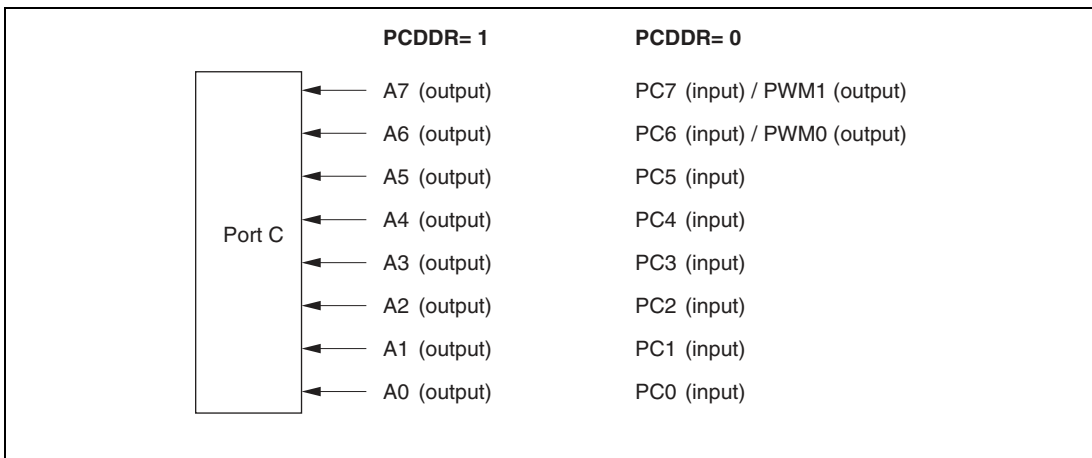 PCDDR= 1 PCDDR= 0
A7 (output) PC7 (input) / PWM1 (output)
A6 (output) PC6 (input) / PWM0 (output)
A5 (output) PC5 (input)
A4 (output) PC4 (input)
Port C
A3 (output) PC3 (input)
A2 (output) PC2 (input)
A1 (output) PC1 (input)
A0 (output) PC0 (input)